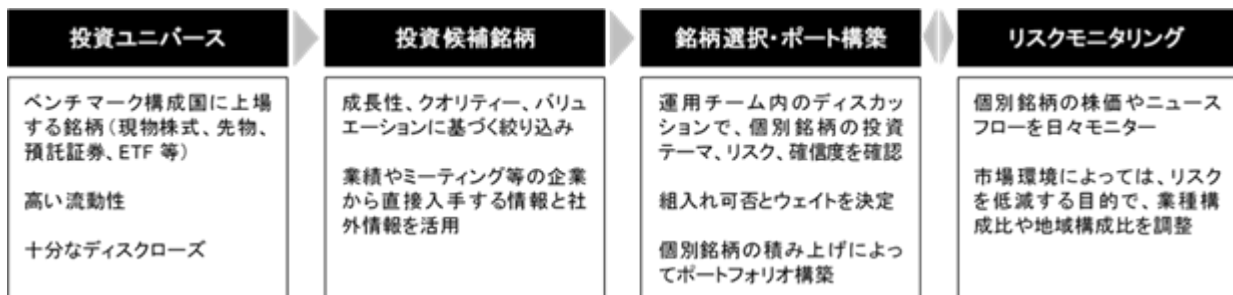 投資ユニバース
ベンチマーク構成国に上場
する銘柄(現物株式、先物、
預託証券、ETF 等)
高い流動性
十分なディスクローズ
投資候補銘柄
成長性、クオリティー、バリュ
エーションに基づく絞り込み
業績やミーティング等の企業
から直接入手する情報と社
外情報を活用
銘柄選択・ポート構築
運用チーム内のディスカッ
ションで、個別銘柄の投資
テーマ、リスク、確信度を確認
組入れ可否とウェイトを決定
個別銘柄の積み上げによっ
てポートフォリオ構築
リスクモニタリング
個別銘柄の株価やニュース
フローを日々モニター
市場環境によっては、リスク
を低減する目的で、業種構
成比や地域構成比を調整